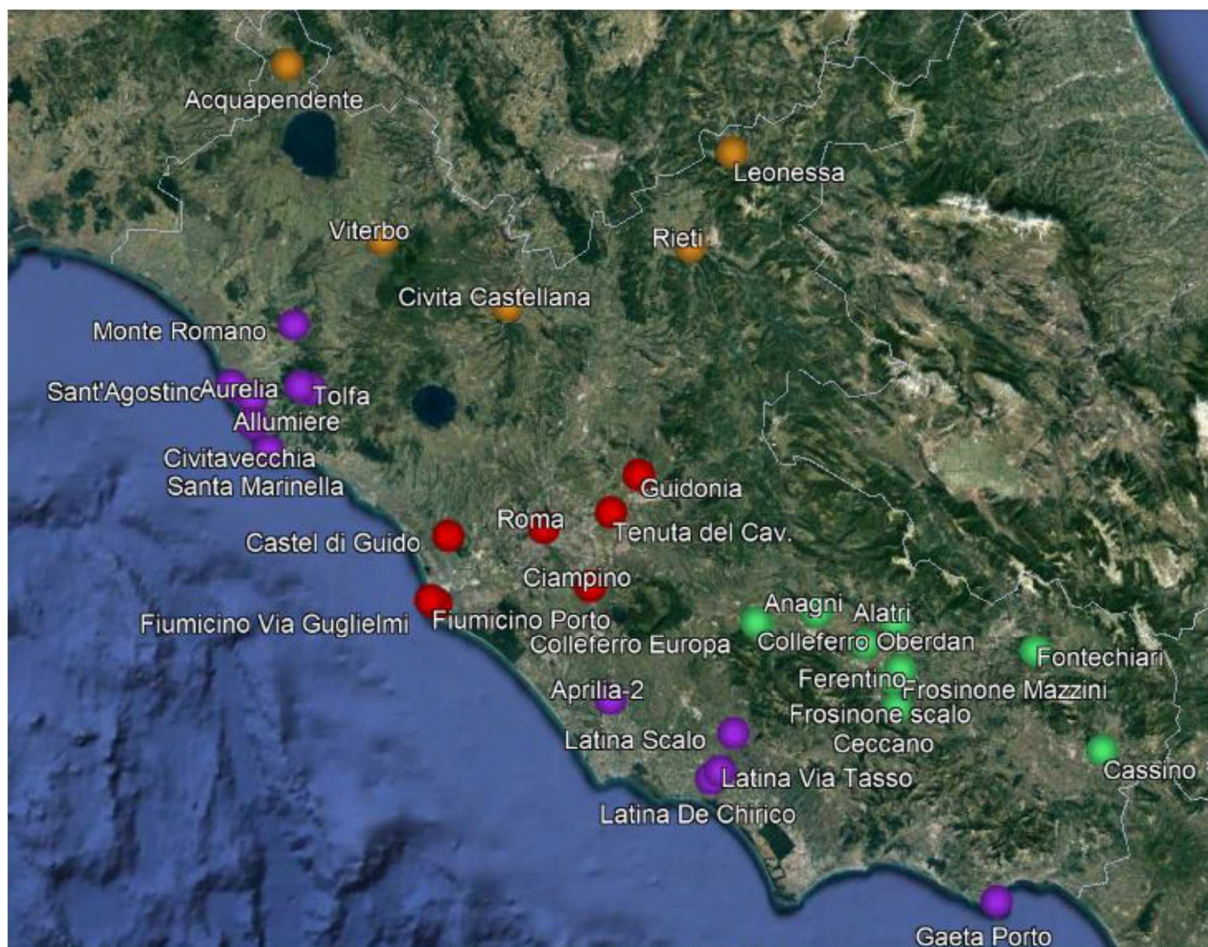 Acquapendente
Leonessa
Viterbo
Rieti
Civita Castellana
Monte Romano
Sant'Agostino
Aurelia
Tolfa
Allumiere
Civitavecchia
Santa Marinella
Guidonia
Roma
Tenuta del Cav.
Castel di Guido
Ciampino
Anagni
Alatri
Fiumicino Via Guglielmi
Fiumicino Porto
Colleferro Europa
Colleferro Oberdan
Fontechiari
Ferentino
Aprilia-2
Frosinone Mazzini
Frosinone scalo
Latina Scalo
Ceccano
Cassino
Latina Via Tasso
Latina De Chirico
Gaeta Porto